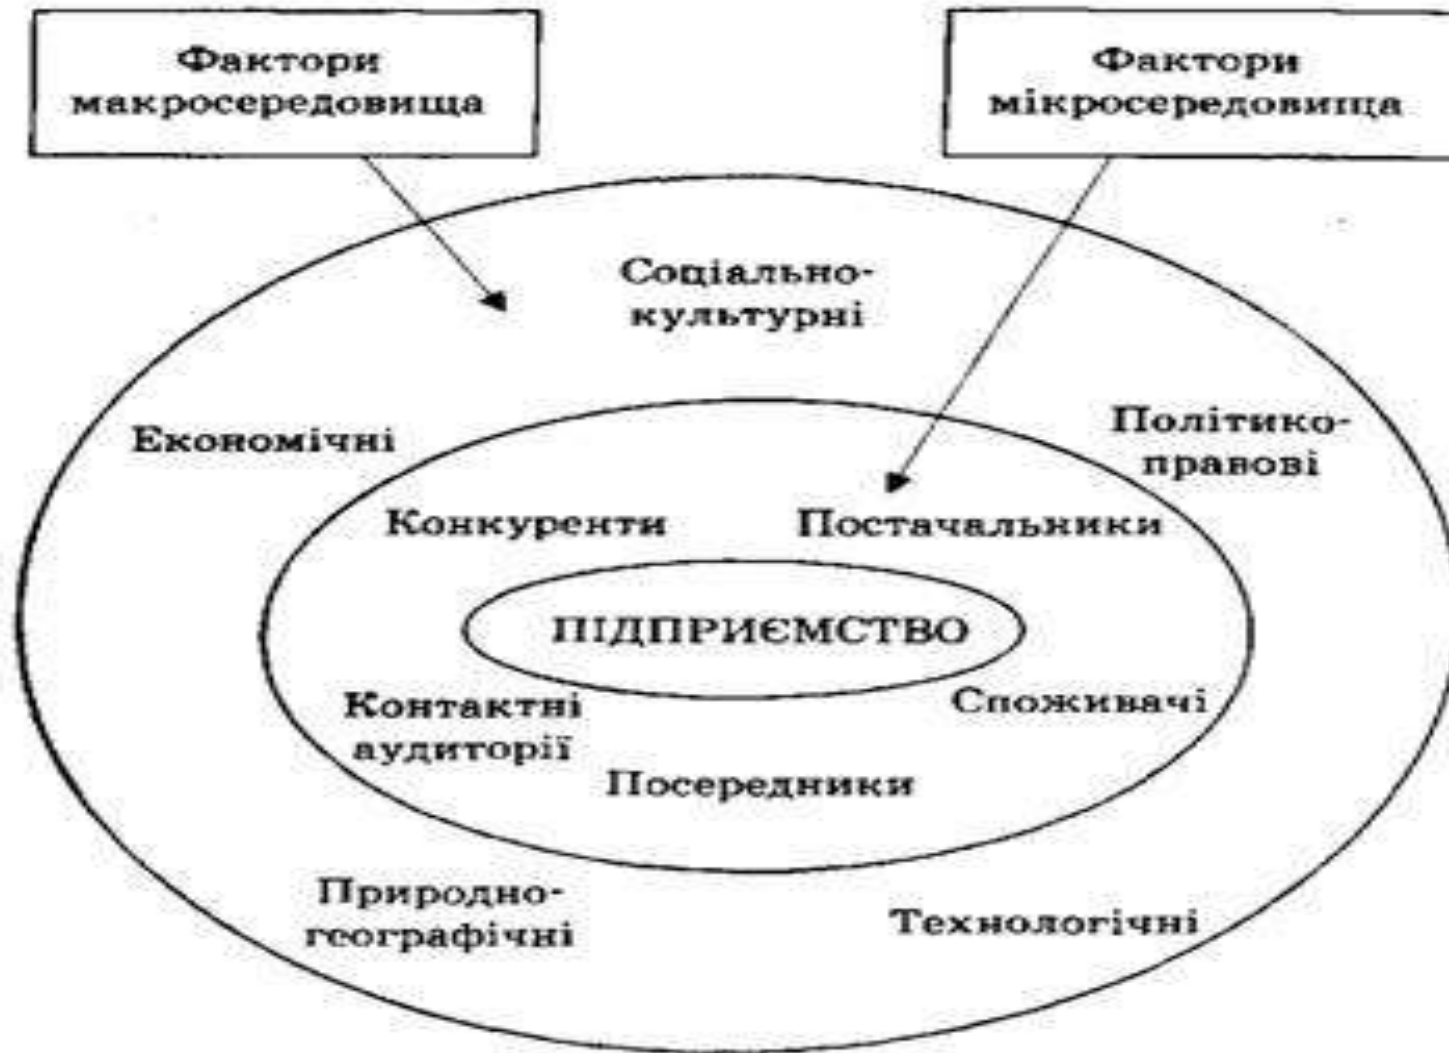 Фактори
макросередовища
Фактори
мікросередовища
Соціально-
культурні
Економічні
Політико-
правові
Конкуренти
Постачальники
ПІДПРИЄМСТВО
Контактні
аудиторії
Споживачі
Посередники
Природно-
географічні
Технологічні